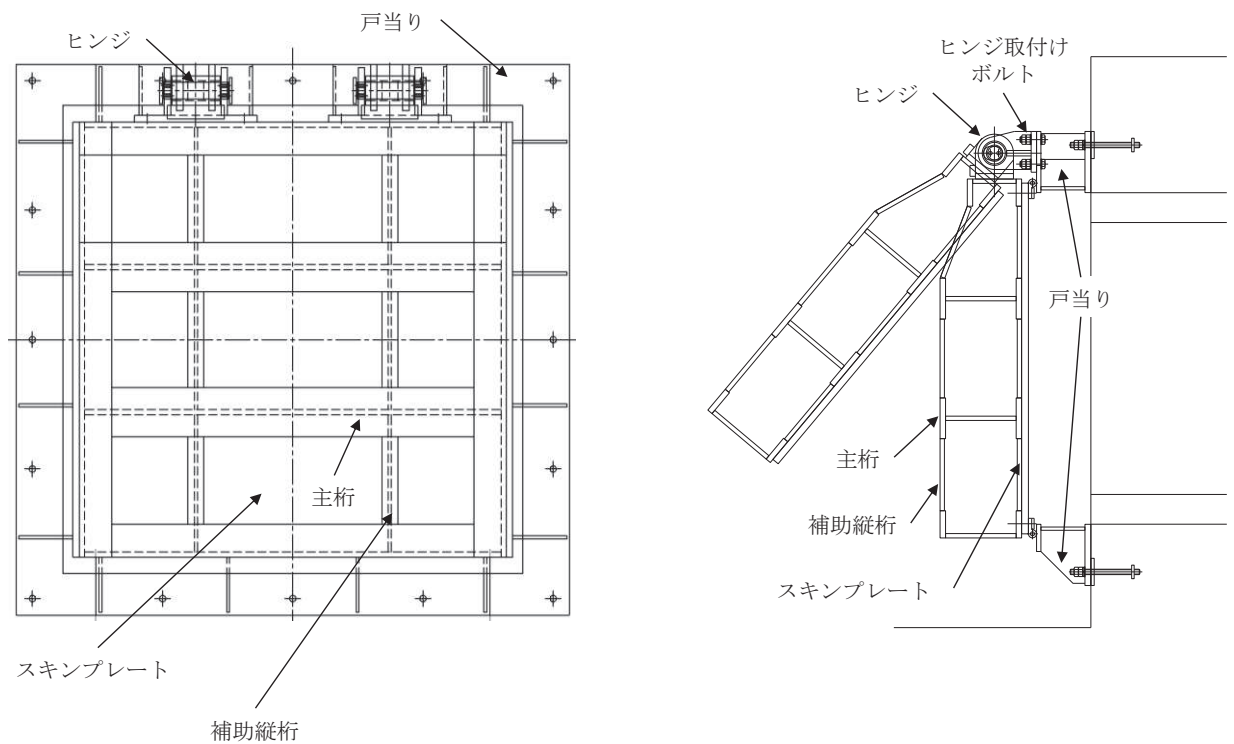 ヒンジ
戸当り
主桁
スキンプレート
補助縦桁
ヒンジ取付け
ボルト
ヒンジ
戸当り
主桁
補助縦桁
スキンプレート